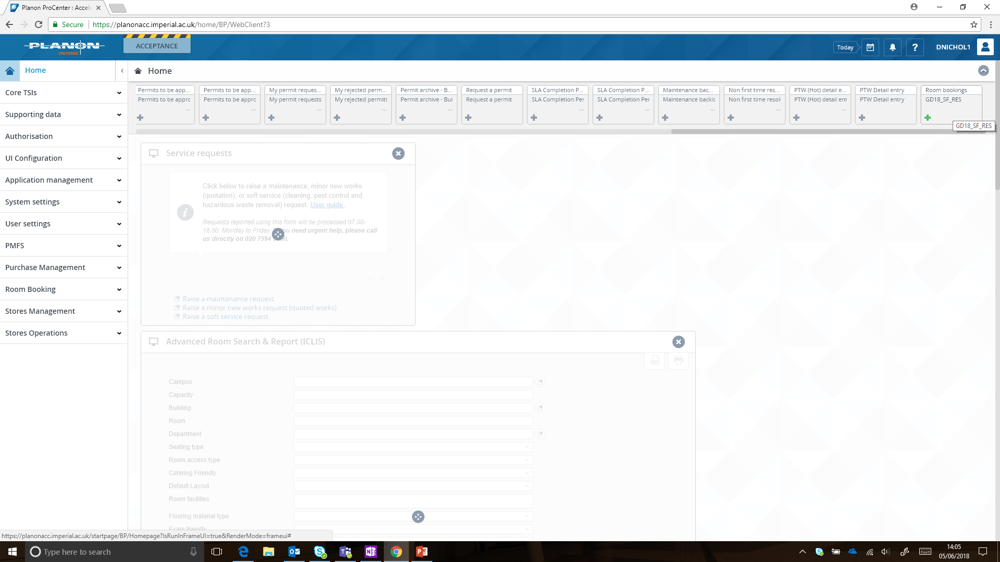 Planon ProCenter : Accele
Secure
https://planonacc.imperial.ac.uk/home/BP/WebClient?3
PLANON
UNIVERSE
ACCEPTANCE
Today
?
DNICHOL1
Home
Home
Core TSIs
Supporting data
Authorisation
UI Configuration
Application management
System settings
User settings
PMFS
Purchase Management
Room Booking
Stores Management
Stores Operations
Permits to be app...
Permits to be appro
...
Permits to be app...
Permits to be appro
...
My permit reques...
My permit requests
...
My rejected perm...
My rejected permits
...
Permit archive - B...
Permit archive - Bui
...
Request a permit
Request a permit
SLA Completion P...
SLA Completion Per
...
SLA Completion P...
SLA Completion Per
...
Maintenance bac...
Maintenance backlo
...
Non first time res...
Non first time resolu
...
PTW (Hot) detail e...
PTW (Hot) detail ent
...
PTW Detail entry
PTW Detail entry
Room bookings
GD18_SF_RES
GD18_SF_RES
Service requests
Click below to raise a maintenance, minor new works
(quotation), or soft service (cleaning, pest control and
hazardous waste removal) request. User guide.
Requests reported using this form will be processed 07.00-
18.00, Monday to Friday. you need urgent help, please call
us directly on 020 7594
Raise a maintenance request
Raise a minor new works request (quoted works)
Raise a soft service request
Advanced Room Search & Report (ICLIS)
Campus
Capacity
Building
Room
Department
Seating type
Room access type
Catering Friendly
Default Layout
Room facilities
Flooring material type
Exam friendly
https://planonacc.imperial.ac.uk/startpage/BP/Homepage?IsRunInFrameUI=true&RenderMode=frameui#
Type here to search
14:05
05/06/2018